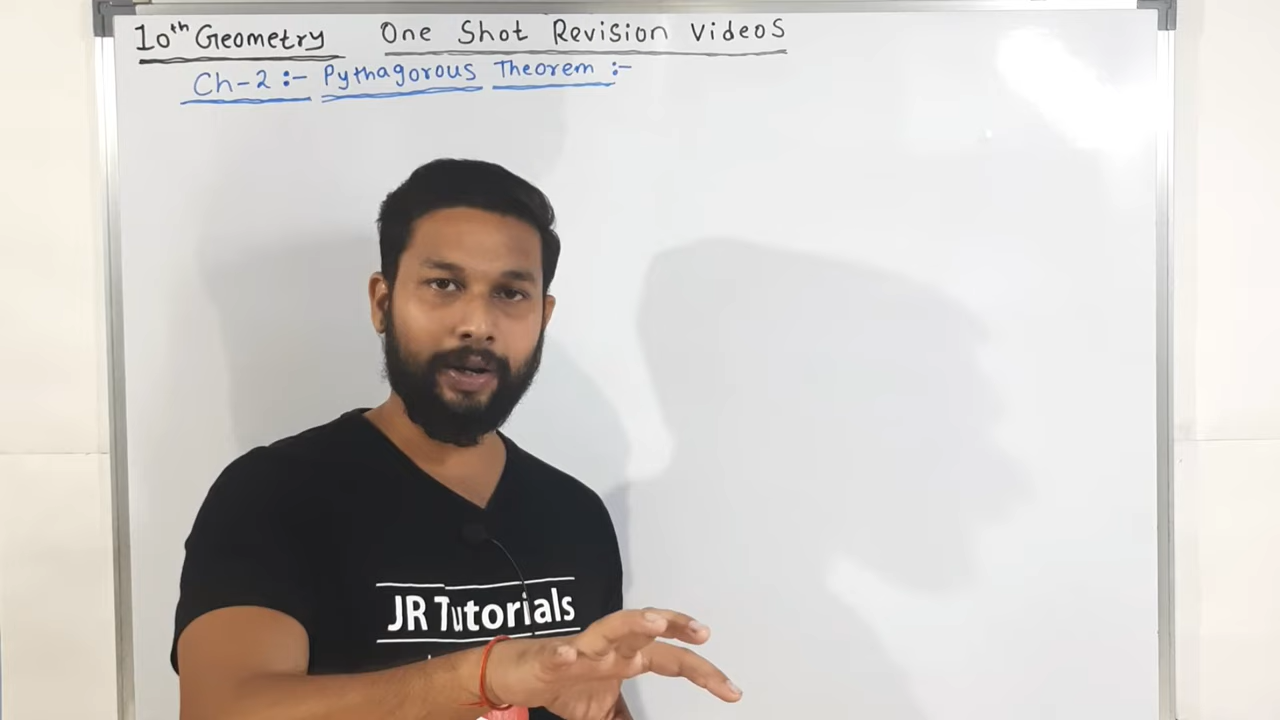 10th Geometry One Shot Revision Videos
Ch-2 :- Pythagorous Theorem :-
JR Tutorials